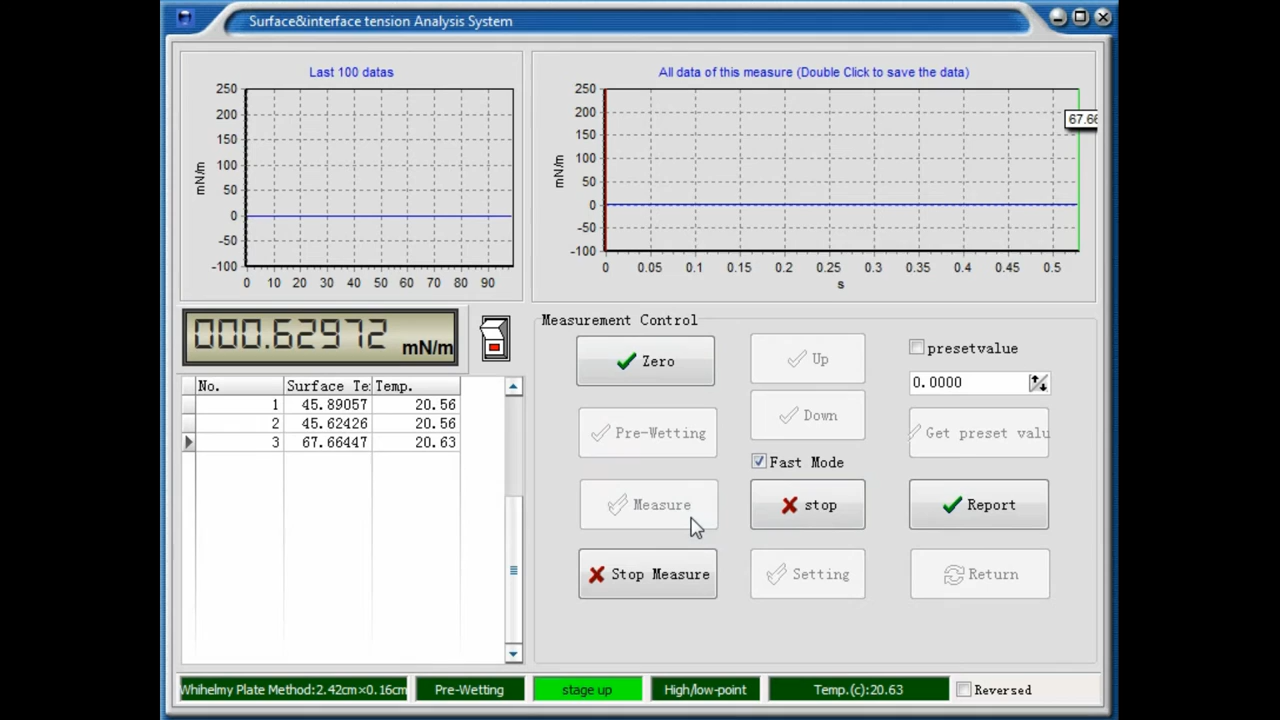 Surface&interface tension Analysis System
Last 100 datas
250
200
150
100
50
0
-50
-100
mN/m
0 10 20 30 40 50 60 70 80 90
All data of this measure (Double Click to save the data)
250
200
150
100
50
0
-50
-100
mN/m
67.66
0 0.05 0.1 0.15 0.2 0.25 0.3 0.35 0.4 0.45 0.5
s
000.62972 mN/m
No. Surface Te: Temp.
1 45.89057 20.56
2 45.62426 20.56
3 67.66447 20.63
Measurement Control
Zero
Up
presetvalue
0.0000
Pre-Wetting
Down
Get preset valu
Fast Mode
Measure
stop
Report
Stop Measure
Setting
Return
Whihelmy Plate Method:2.42cm×0.16cm
Pre-Wetting
stage up
High/low-point
Temp.(c):20.63
Reversed